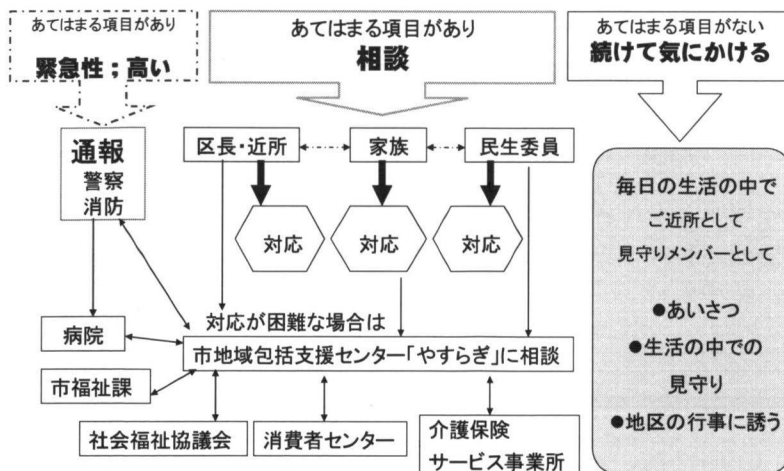 あてはまる項目があり
緊急性;高い
あてはまる項目があり
相談
あてはまる項目がない
続けて気にかける
通報
警察
消防
区長・近所
家族
民生委員
対応
対応
対応
病院
市福祉課
対応が困難な場合は
市地域包括支援センター「やすらぎ」に相談
社会福祉協議会
消費者センター
介護保険
サービス事業所
毎日の生活の中で
ご近所として
見守りメンバーとして
●あいさつ
●生活の中での
見守り
●地区の行事に誘う